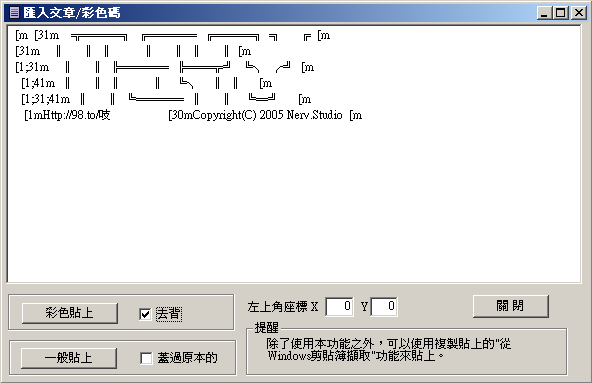 匯入文章/彩色碼
[m [31m ╗════╗ ╔════ ╔════╗ ╗ ╔ [m
[31m ║ ║ ║ ║ ║ ║ ║ [m
[1;31m ║ ║ ╠════ ╠═══╦╝ ╚╮ ╭╝ [m
[1;41m ║ ║ ║ ║ ╚╮ ║ ║ [m
[1;31;41m ║ ║ ╚════ ║ ║ ╚═╝ [m
[1mHttp://98.to/吱 [30mCopyright(C) 2005 Nerv.Studio [m
彩色貼上 去背 左上角座標 X 0 Y 0 關 閉
一般貼上 蓋過原本的
提醒
除了使用本功能之外，可以使用複製貼上的"從
Windows剪貼簿擷取"功能來貼上。